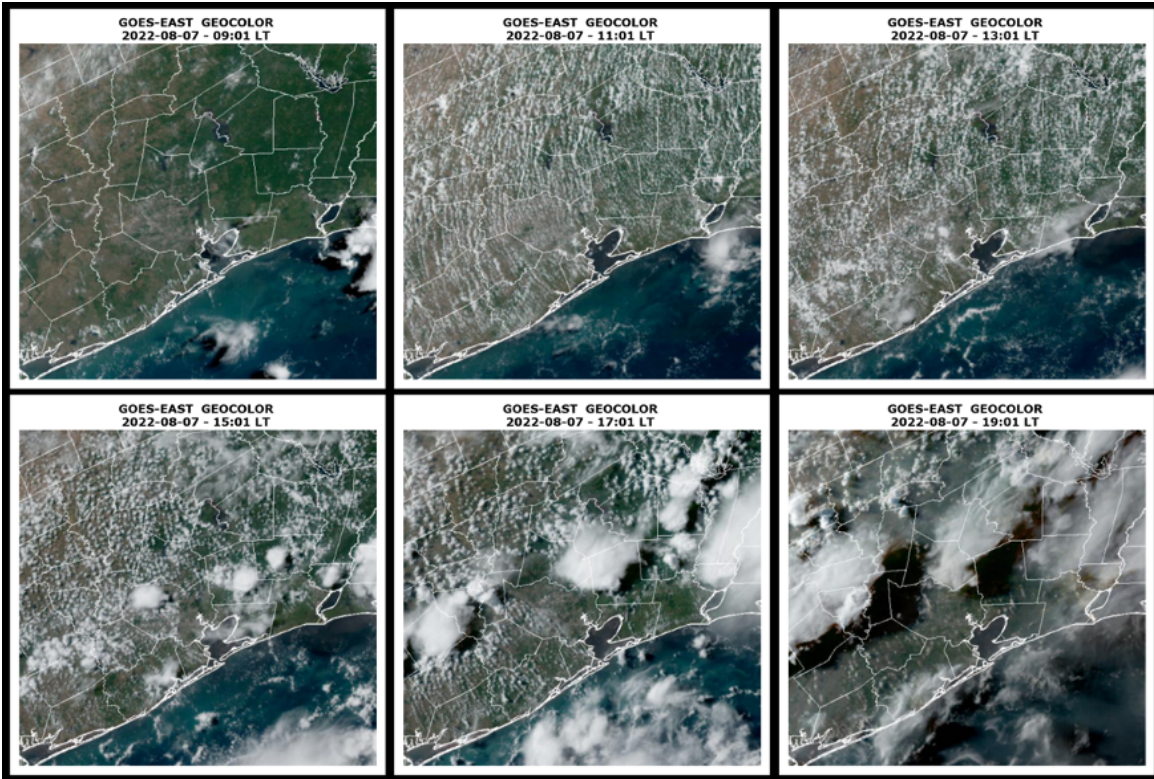 GOES-EAST GEOCOLOR
2022-08-07 - 09:01 LT
GOES-EAST GEOCOLOR
2022-08-07 - 11:01 LT
GOES-EAST GEOCOLOR
2022-08-07 - 13:01 LT
GOES-EAST GEOCOLOR
2022-08-07 - 15:01 LT
GOES-EAST GEOCOLOR
2022-08-07 - 17:01 LT
GOES-EAST GEOCOLOR
2022-08-07 - 19:01 LT